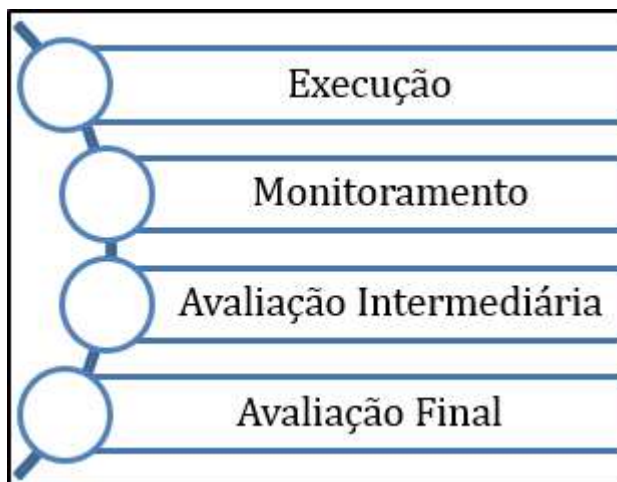 Execução
Monitoramento
Avaliação Intermediária
Avaliação Final